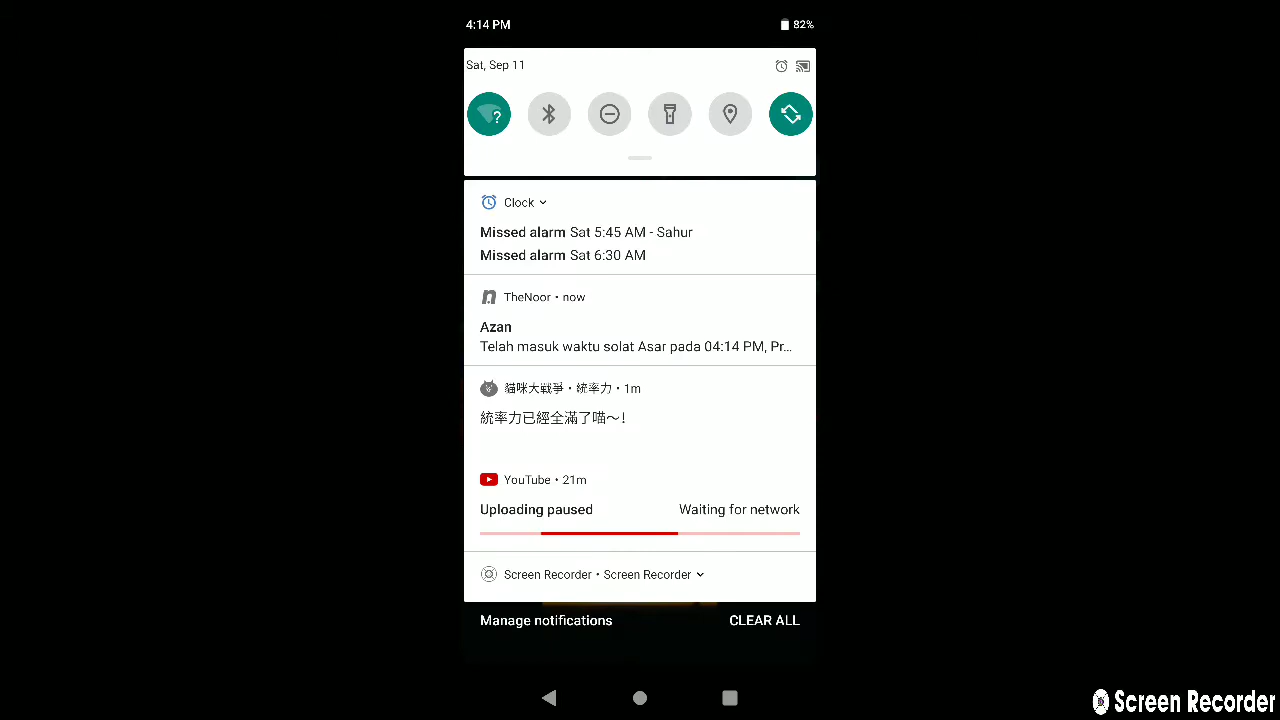 4:14 PM 82%
Sat, Sep 11
Clock
Missed alarm Sat 5:45 AM - Sahur
Missed alarm Sat 6:30 AM
TheNoor • now
Azan
Telah masuk waktu solat Asar pada 04:14 PM, Pr...
貓咪大戰爭 • 統率力 • 1m
統率力已經全滿了喵～!
YouTube • 21m
Uploading paused Waiting for network
Screen Recorder • Screen Recorder
Manage notifications CLEAR ALL
Screen Recorder